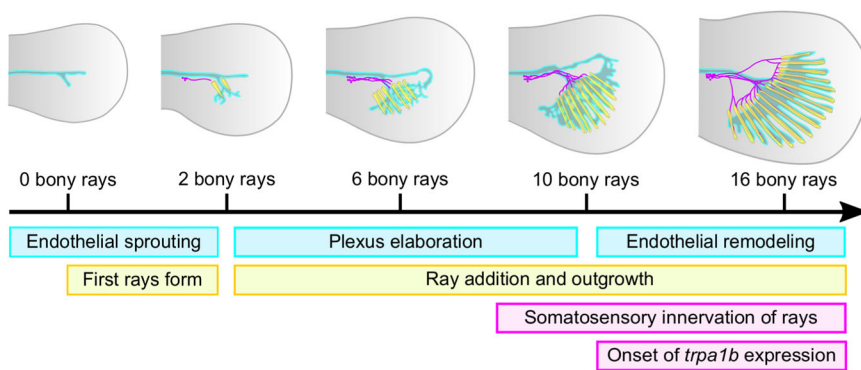 0 bony rays 2 bony rays 6 bony rays 10 bony rays 16 bony rays
Endothelial sprouting Plexus elaboration Endothelial remodeling
First rays form Ray addition and outgrowth
Somatosensory innervation of rays
Onset of trpa1b expression